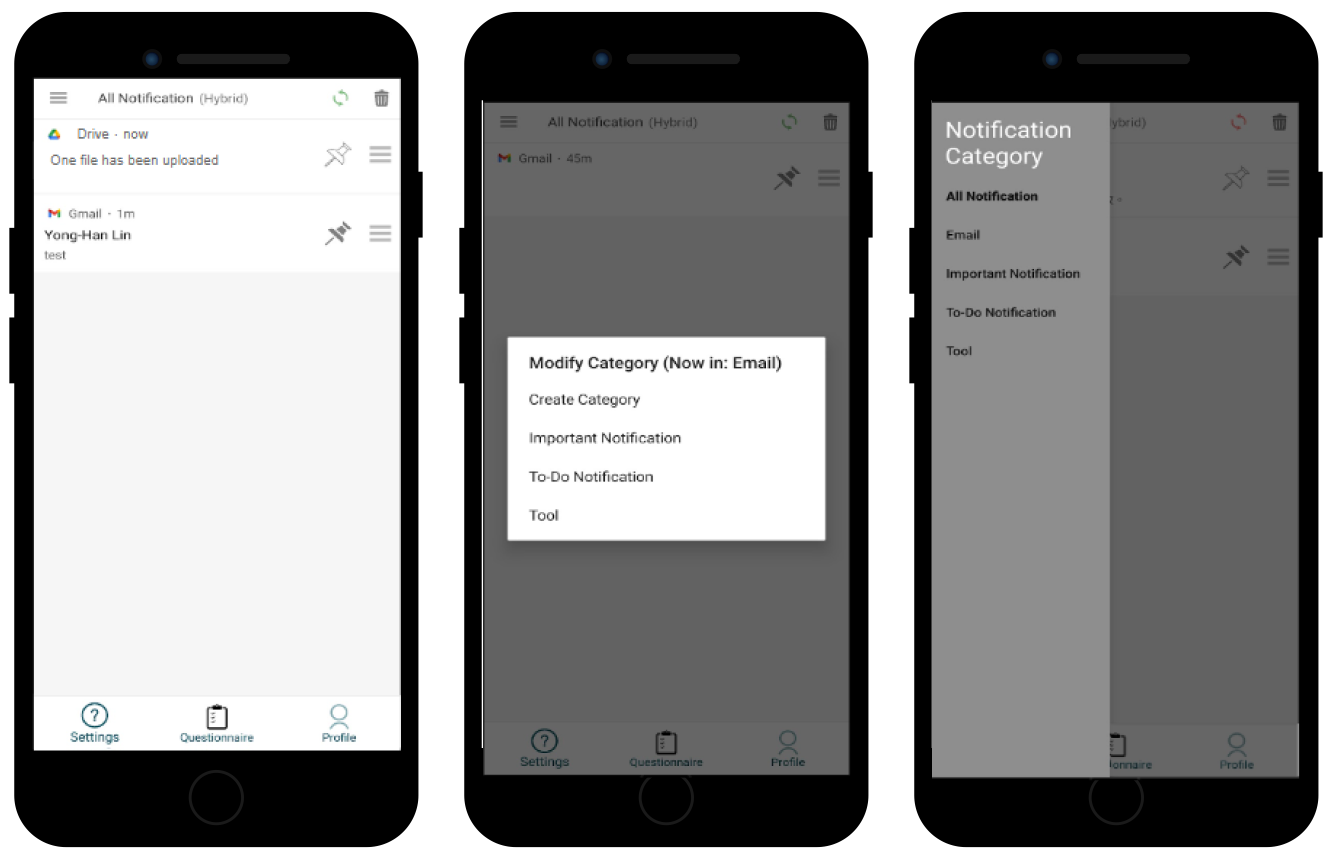 All Notification (Hybrid)
Drive · now
One file has been uploaded
Gmail · 1m
Yong-Han Lin
test
Settings
Questionnaire
Profile
All Notification (Hybrid)
Gmail · 45m
Modify Category (Now in: Email)
Create Category
Important Notification
To-Do Notification
Tool
Settings
Questionnaire
Profile
Notification
Category
ybrid)
All Notification
Email
Important Notification
To-Do Notification
Tool
onnaire
Profile